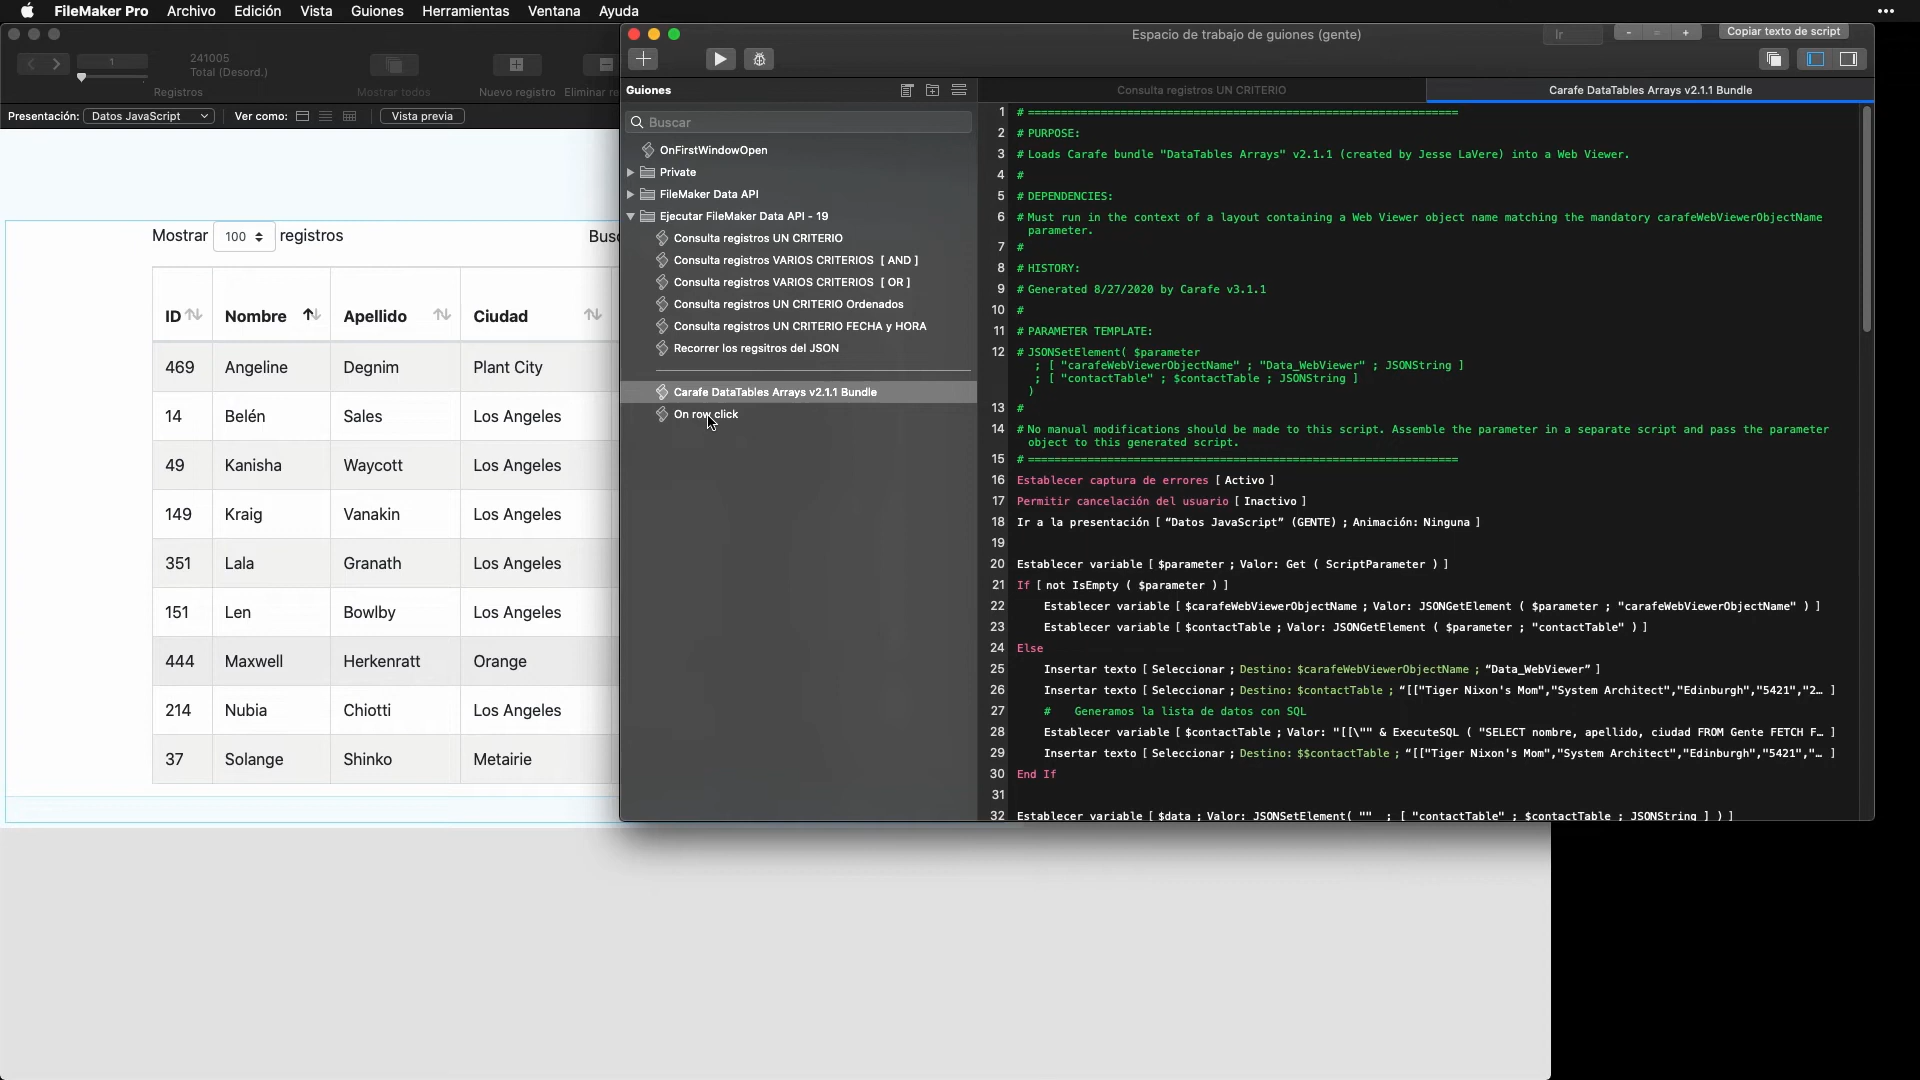 FileMaker Pro Archivo Edición Vista Guiones Herramientas Ventana Ayuda
1
241005
Total (Desord.)
Registros
Mostrar todos
Nuevo registro
Eliminar re
Presentación: Datos JavaScript
Ver como:
Vista previa
Mostrar 100 registros
Busc
ID Nombre Apellido Ciudad
469 Angeline Degnim Plant City
14 Belén Sales Los Angeles
49 Kanisha Waycott Los Angeles
149 Kraig Vanakin Los Angeles
351 Lala Granath Los Angeles
151 Len Bowlby Los Angeles
444 Maxwell Herkenratt Orange
214 Nubia Chiotti Los Angeles
37 Solange Shinko Metairie
Espacio de trabajo de guiones (gente)
Ir
- = +
Copiar texto de script
Guiones
Buscar
OnFirstWindowOpen
Private
FileMaker Data API
Ejecutar FileMaker Data API - 19
Consulta registros UN CRITERIO
Consulta registros VARIOS CRITERIOS [ AND ]
Consulta registros VARIOS CRITERIOS [ OR ]
Consulta registros UN CRITERIO Ordenados
Consulta registros UN CRITERIO FECHA y HORA
Recorrer los regsitros del JSON
Carafe DataTables Arrays v2.1.1 Bundle
On row click
Consulta registros UN CRITERIO
Carafe DataTables Arrays v2.1.1 Bundle
1 # =================================================================
2 # PURPOSE:
3 # Loads Carafe bundle "DataTables Arrays" v2.1.1 (created by Jesse LaVere) into a Web Viewer.
4 #
5 # DEPENDENCIES:
6 # Must run in the context of a layout containing a Web Viewer object name matching the mandatory carafeWebViewerObjectName
parameter.
7 #
8 # HISTORY:
9 # Generated 8/27/2020 by Carafe v3.1.1
10 #
11 # PARAMETER TEMPLATE:
12 # JSONSetElement( $parameter
; [ "carafeWebViewerObjectName" ; "Data_WebViewer" ; JSONString ]
; [ "contactTable" ; $contactTable ; JSONString ]
)
13 #
14 # No manual modifications should be made to this script. Assemble the parameter in a separate script and pass the parameter
object to this generated script.
15 # =================================================================
16 Establecer captura de errores [ Activo ]
17 Permitir cancelación del usuario [ Inactivo ]
18 Ir a la presentación [ “Datos JavaScript” (GENTE) ; Animación: Ninguna ]
19
20 Establecer variable [ $parameter ; Valor: Get ( ScriptParameter ) ]
21 If [ not IsEmpty ( $parameter ) ]
22 Establecer variable [ $carafeWebViewerObjectName ; Valor: JSONGetElement ( $parameter ; "carafeWebViewerObjectName" ) ]
23 Establecer variable [ $contactTable ; Valor: JSONGetElement ( $parameter ; "contactTable" ) ]
24 Else
25 Insertar texto [ Seleccionar ; Destino: $carafeWebViewerObjectName ; “Data_WebViewer” ]
26 Insertar texto [ Seleccionar ; Destino: $contactTable ; “[["Tiger Nixon's Mom","System Architect","Edinburgh","5421","2… ]
27 # Generamos la lista de datos con SQL
28 Establecer variable [ $contactTable ; Valor: "[[\"" & ExecuteSQL ( "SELECT nombre, apellido, ciudad FROM Gente FETCH F… ]
29 Insertar texto [ Seleccionar ; Destino: $$contactTable ; “[["Tiger Nixon's Mom","System Architect","Edinburgh","5421","… ]
30 End If
31
32 Establecer variable [ $data ; Valor: JSONSetElement( "" ; [ "contactTable" ; $contactTable ; JSONString ] ) ]